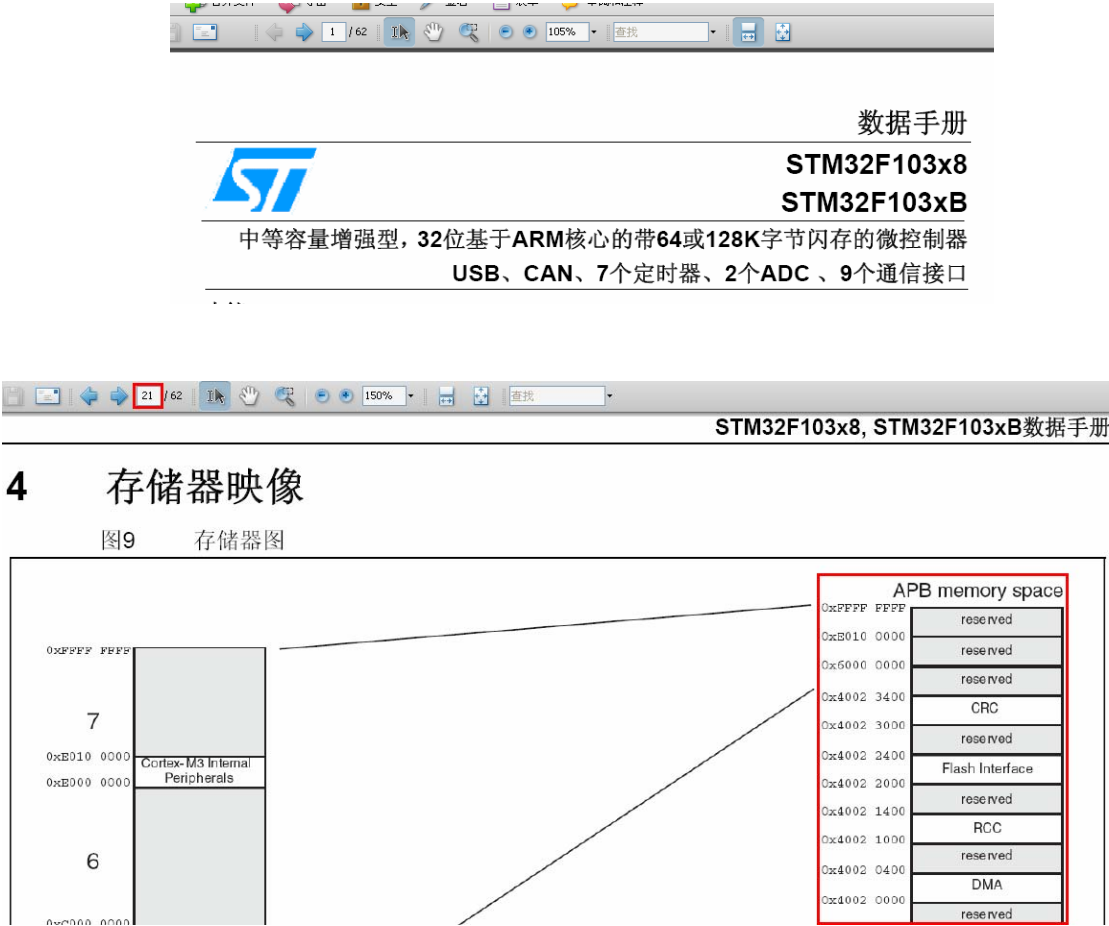 1 / 62
105%
查找
数据手册
ST
STM32F103x8
STM32F103xB
中等容量增强型，32位基于ARM核心的带64或128K字节闪存的微控制器
USB、CAN、7个定时器、2个ADC 、9个通信接口
21 / 62
150%
查找
STM32F103x8, STM32F103xB数据手册
4 存储器映像
图9 存储器图
APB memory space
0xFFFF FFFF
reserved
0xE010 0000
reserved
0x6000 0000
reserved
0x4002 3400
CRC
0x4002 3000
reserved
0x4002 2400
Flash Interface
0x4002 2000
reserved
0x4002 1400
RCC
0x4002 1000
reserved
0x4002 0400
DMA
0x4002 0000
reserved
0xFFFF FFFF
7
0xE010 0000
Cortex-M3 Internal
Peripherals
0xE000 0000
6
0xC000 0000